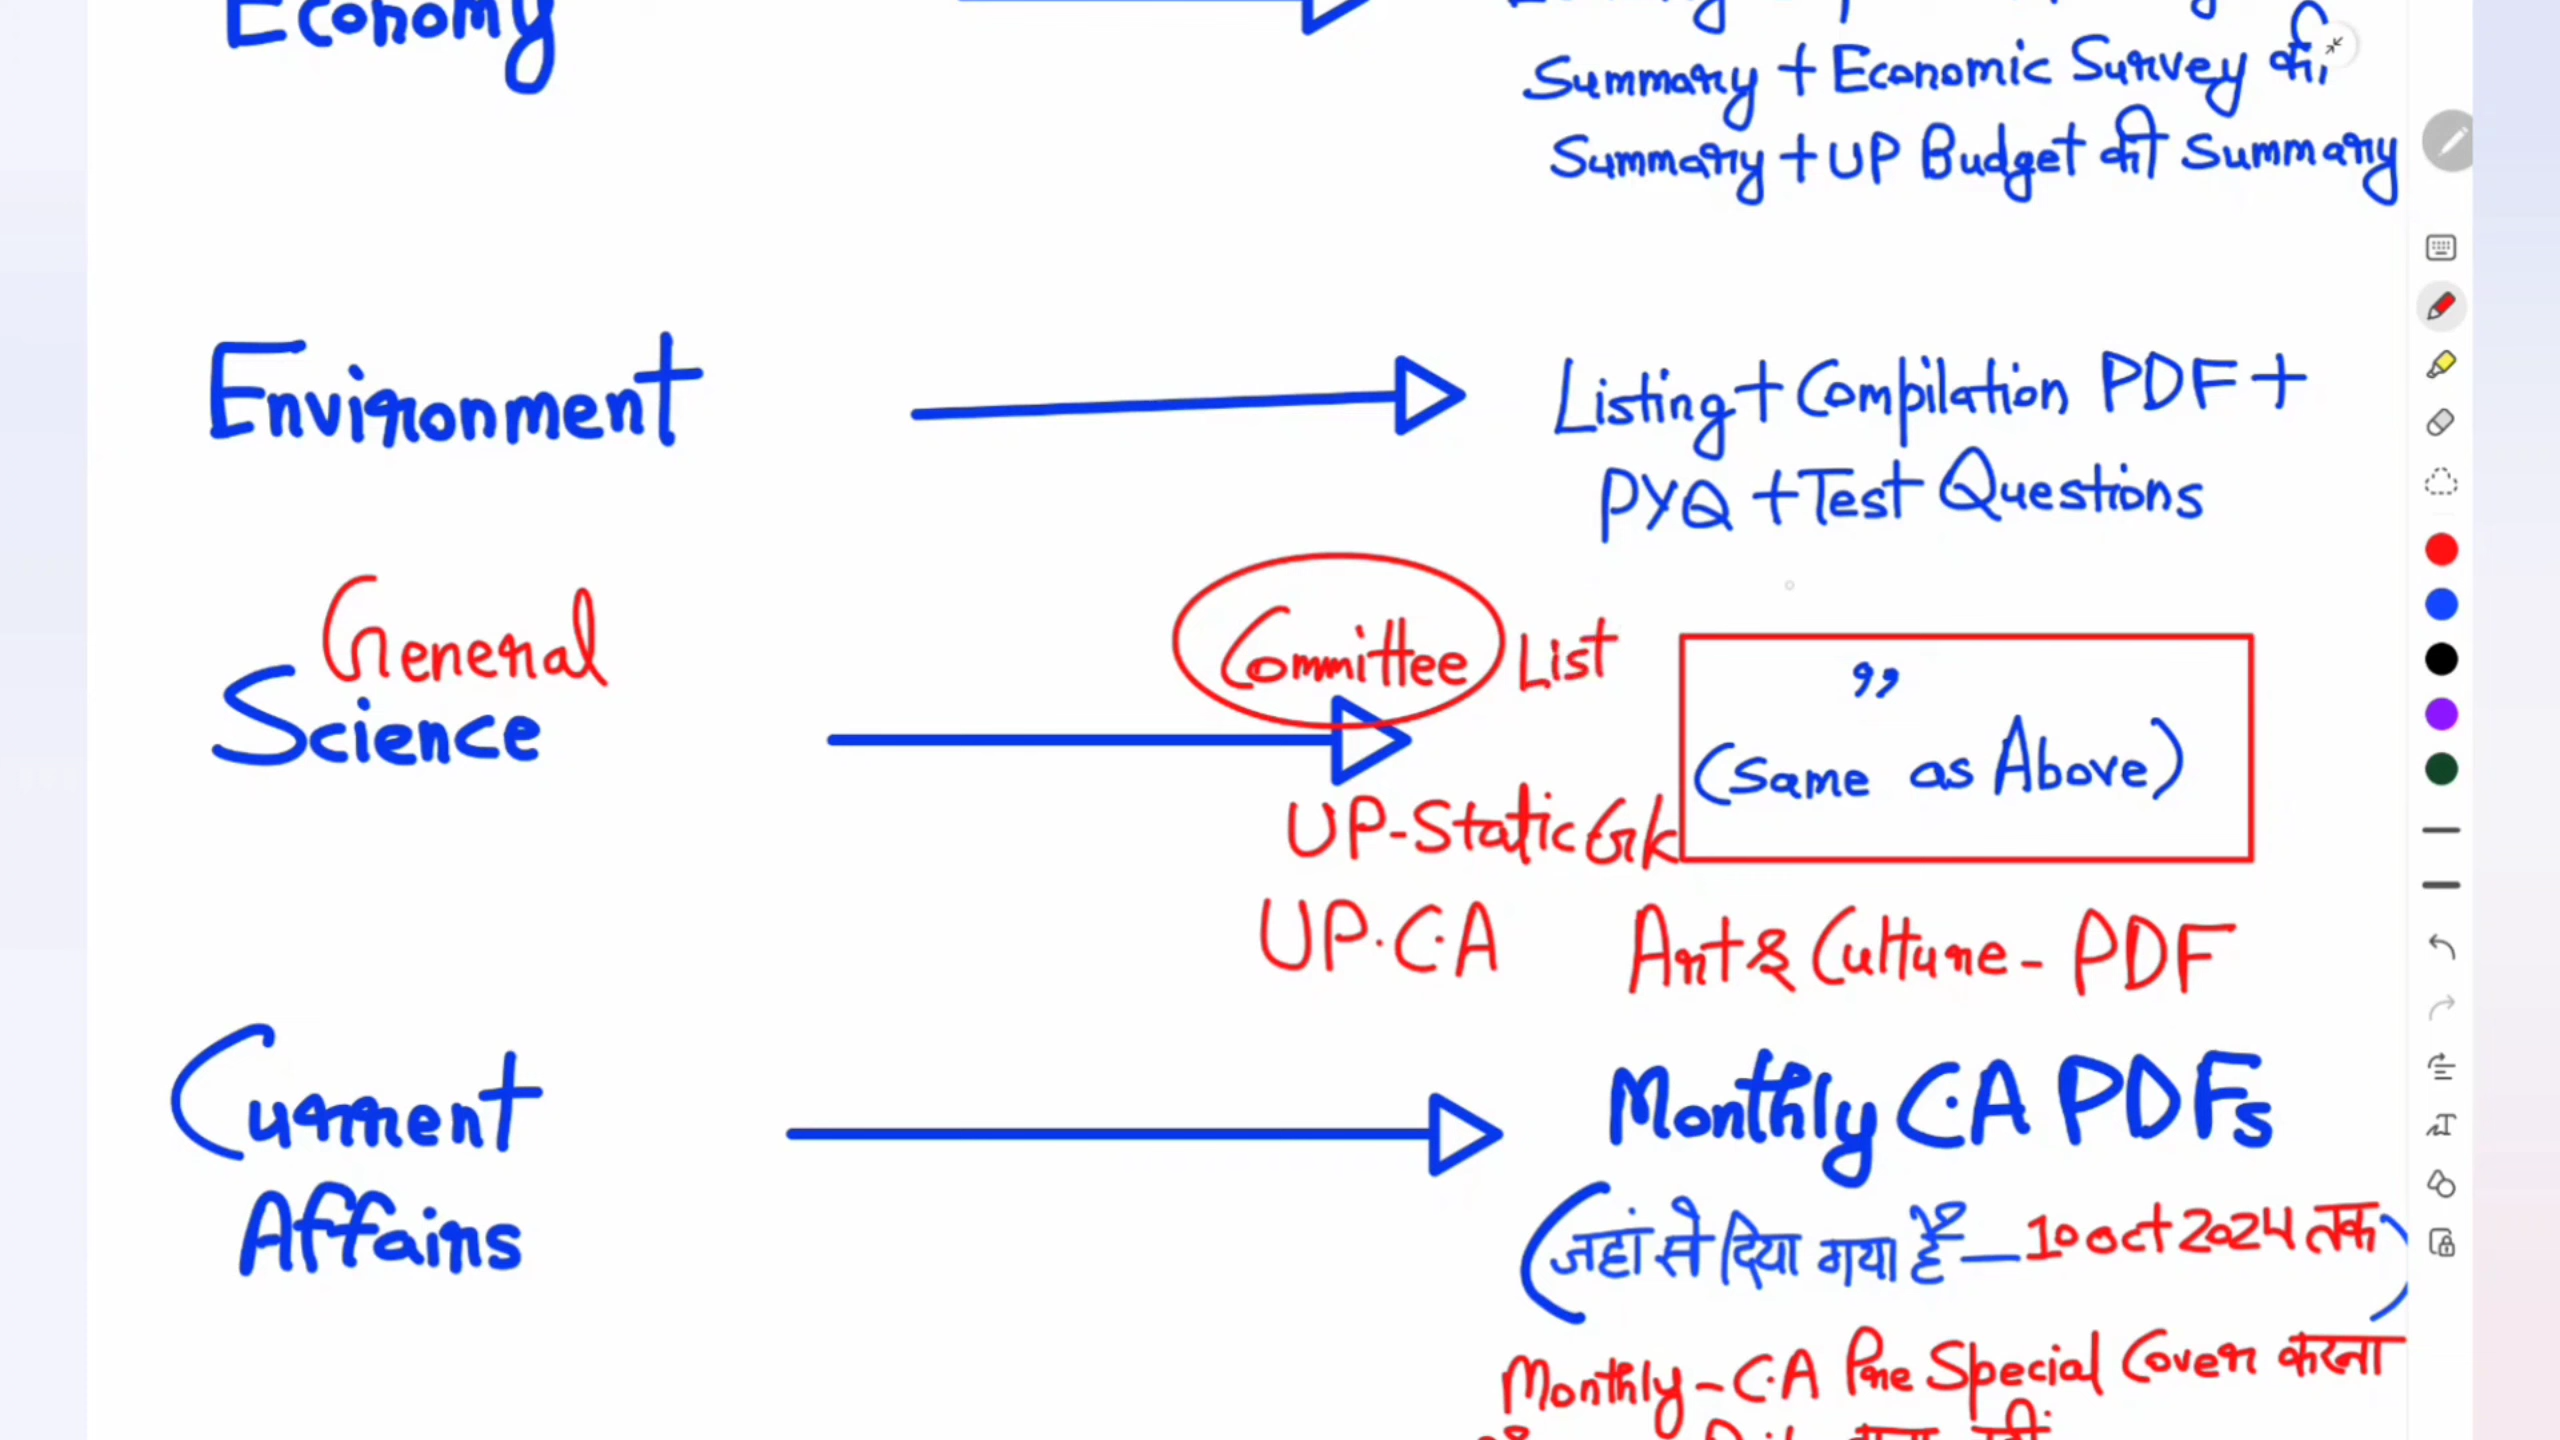 Economy
Summary + Economic Survey की
Summary + UP Budget की Summary
Environment
Listing + Compilation PDF +
PYQ + Test Questions
General
Science
Committee List
”
(Same as Above)
UP-Static Gk
UP.C.A
Art & Culture - PDF
Current
Affairs
Monthly C.A PDFs
(जहां से दिया गया है — 10 oct 2024 तक)
Monthly - C.A Pre Special Cover करना